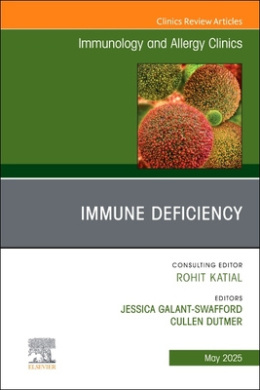 Clinics Review Articles
Immunology and Allergy Clinics
IMMUNE DEFICIENCY
CONSULTING EDITOR
ROHIT KATIAL
EDITORS
JESSICA GALANT-SWAFFORD
CULLEN DUTMER
ELSEVIER
May 2025